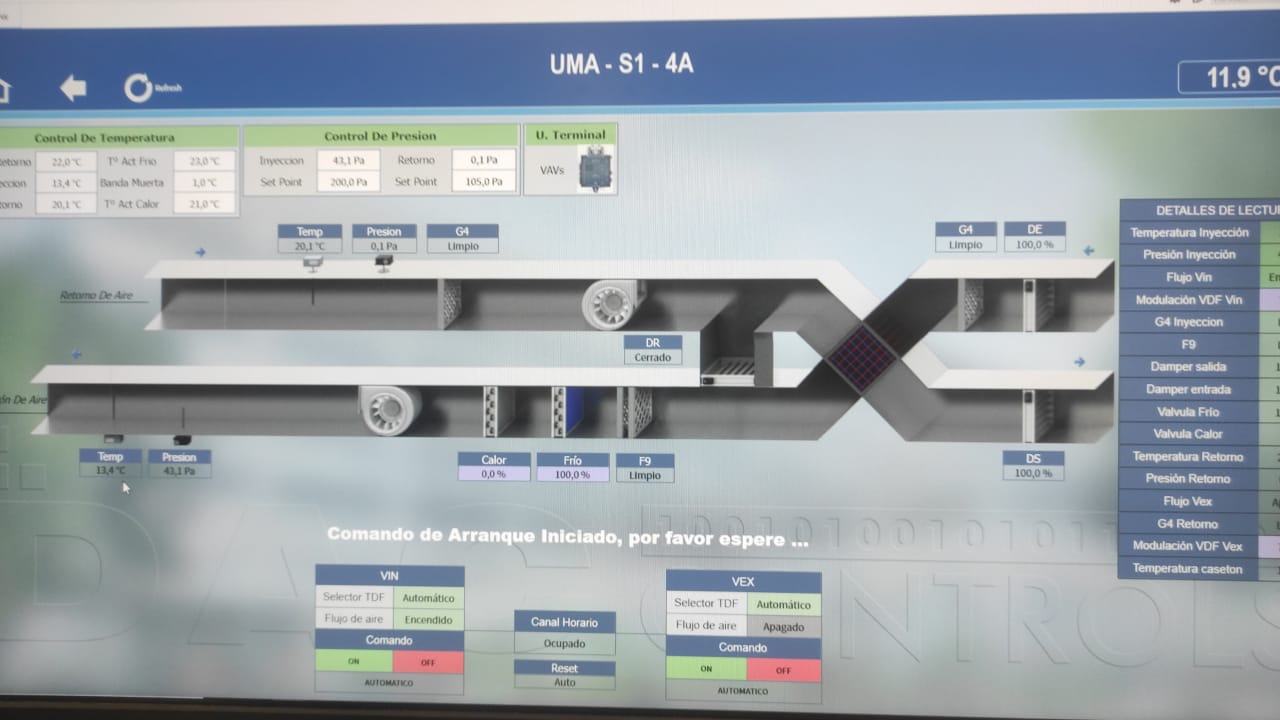 UMA - S1 - 4A
11,9 °C
Refresh
Control De Temperatura
Control De Presion
U. Terminal
etorno 22,0 °C Tº Act Frio 23,0 °C
Inyeccion 43,1 Pa Retorno 0,1 Pa
VAVs
ccion 13,4 °C Banda Muerta 1,0 °C
Set Point 200,0 Pa Set Point 105,0 Pa
orno 20,1 °C Tº Act Calor 21,0 °C
Temp Presion G4
20,1 °C 0,1 Pa Limpio
G4 DE
Limpio 100,0 %
Retorno De Aire
DR
Cerrado
ón De Aire
Temp Presion
13,4 °C 43,1 Pa
Calor Frío F9
0,0 % 100,0 % Limpio
DS
100,0 %
DETALLES DE LECTU
Temperatura Inyección
Presión Inyección
Flujo Vin En
Modulación VDF Vin
G4 Inyeccion
F9
Damper salida
Damper entrada
Valvula Frío
Valvula Calor
Temperatura Retorno
Presión Retorno
Flujo Vex
G4 Retorno
Modulación VDF Vex
Temperatura caseton
Comando de Arranque Iniciado, por favor espere ...
VIN
Selector TDF Automático
Flujo de aire Encendido
Comando
ON OFF
AUTOMATICO
Canal Horario
Ocupado
Reset
Auto
VEX
Selector TDF Automático
Flujo de aire Apagado
Comando
ON OFF
AUTOMATICO